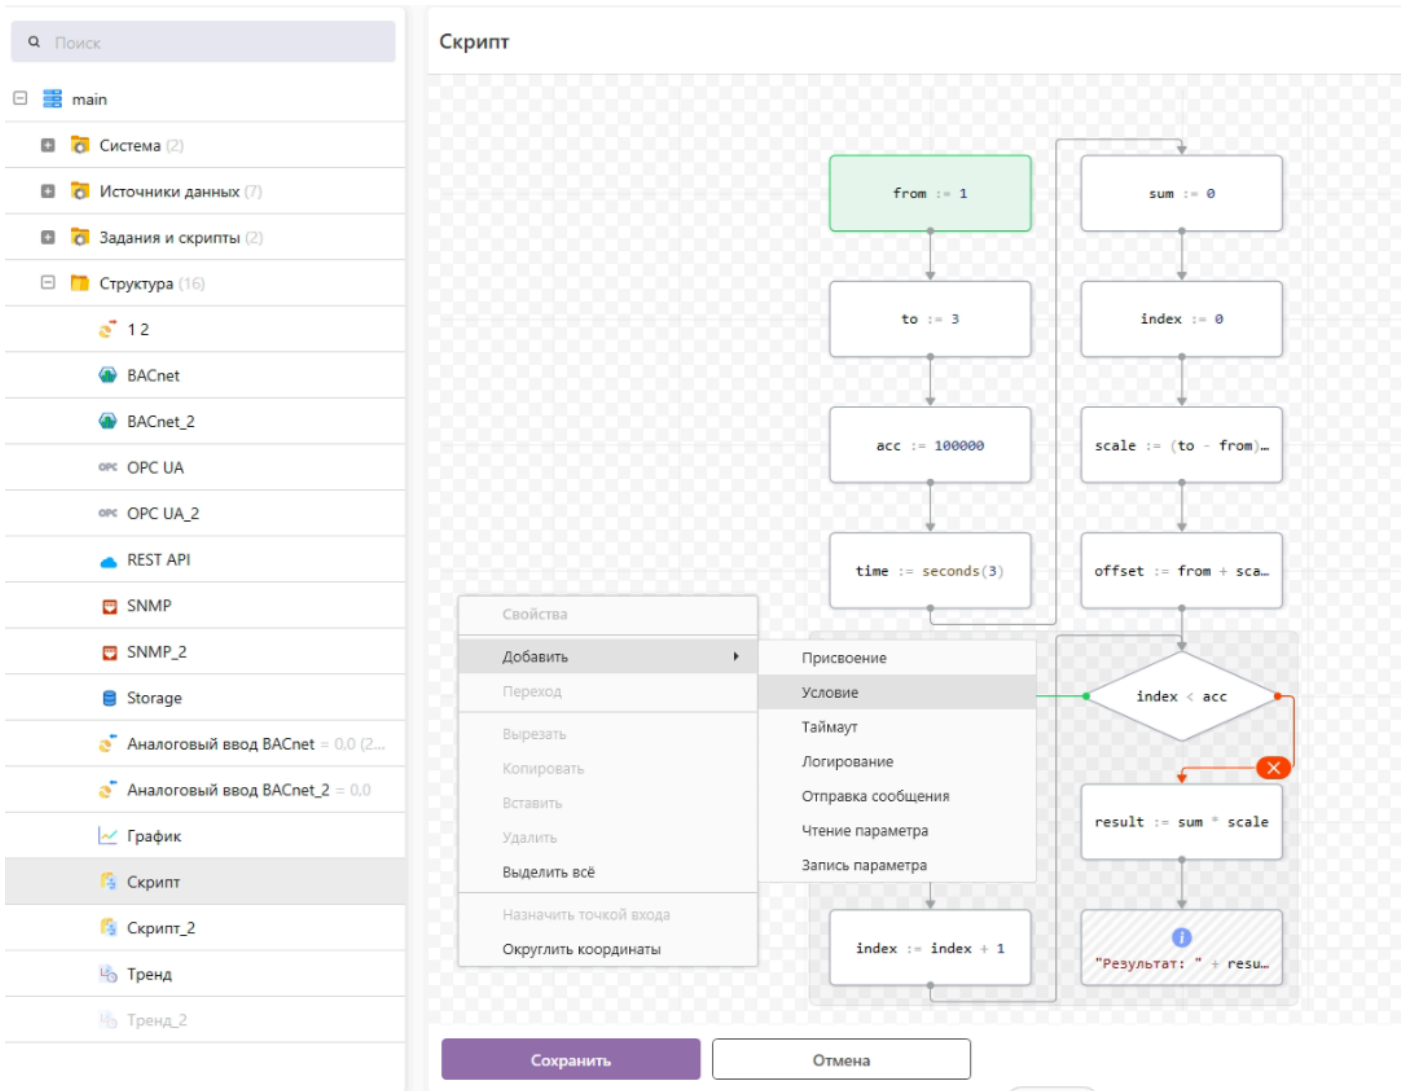 Поиск
main
Система (2)
Источники данных (7)
Задания и скрипты (2)
Структура (16)
1 2
BACnet
BACnet_2
OPC OPC UA
OPC OPC UA_2
REST API
SNMP
SNMP_2
Storage
Аналоговый ввод BACnet = 0,0 (2...
Аналоговый ввод BACnet_2 = 0,0
График
Скрипт
Скрипт_2
Тренд
Тренд_2
Скрипт
from := 1
to := 3
acc := 100000
time := seconds(3)
sum := 0
index := 0
scale := (to - from)…
offset := from + sca…
index < acc
result := sum * scale
"Результат: " + resu…
index := index + 1
Свойства
Добавить
Переход
Вырезать
Копировать
Вставить
Удалить
Выделить всё
Назначить точкой входа
Округлить координаты
Присвоение
Условие
Таймаут
Логирование
Отправка сообщения
Чтение параметра
Запись параметра
Сохранить
Отмена